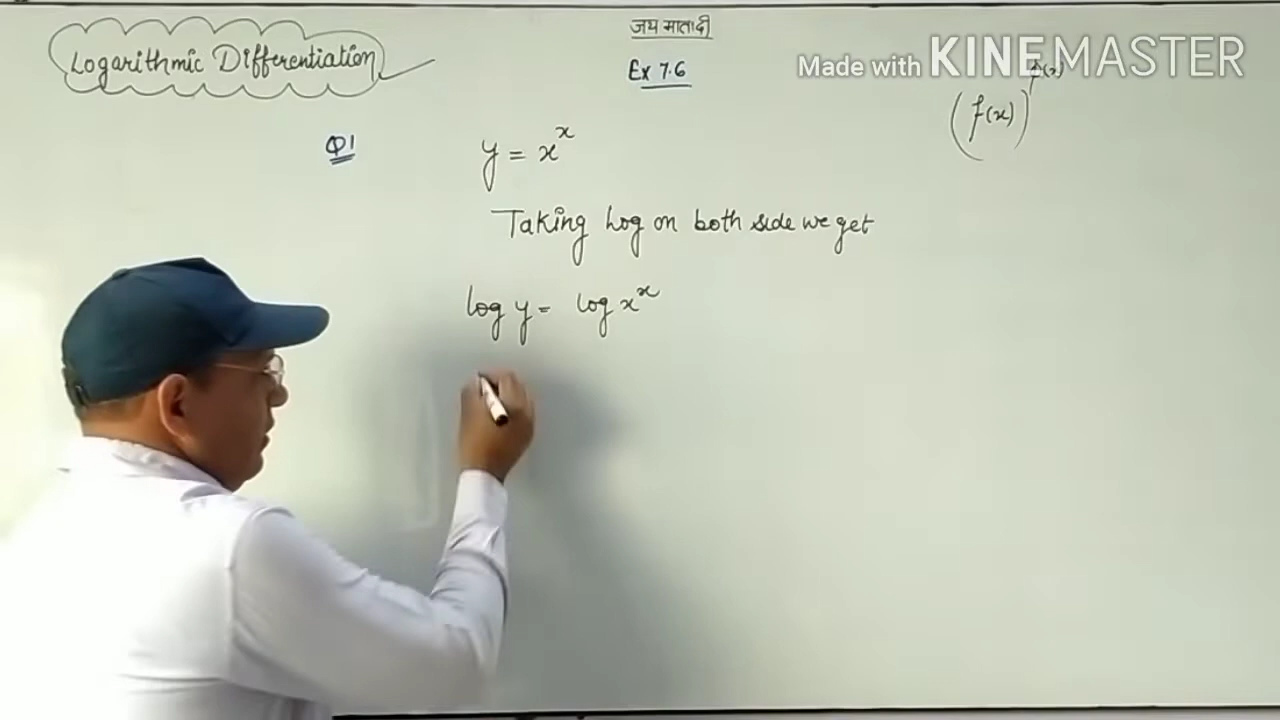 जय माता दी
Logarithmic Differentiation
Ex 7.6
Made with KINEMASTER
(f(x))
Q1
y = x^x
Taking log on both side we get
log y = log x^x